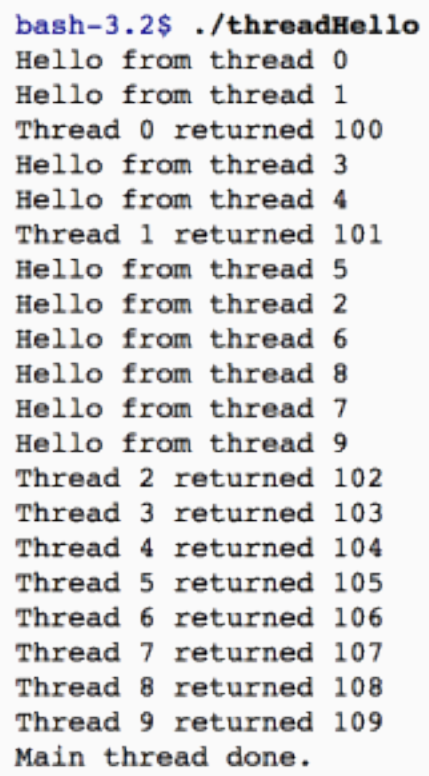 bash-3.2$ ./threadHello
Hello from thread 0
Hello from thread 1
Thread 0 returned 100
Hello from thread 3
Hello from thread 4
Thread 1 returned 101
Hello from thread 5
Hello from thread 2
Hello from thread 6
Hello from thread 8
Hello from thread 7
Hello from thread 9
Thread 2 returned 102
Thread 3 returned 103
Thread 4 returned 104
Thread 5 returned 105
Thread 6 returned 106
Thread 7 returned 107
Thread 8 returned 108
Thread 9 returned 109
Main thread done.